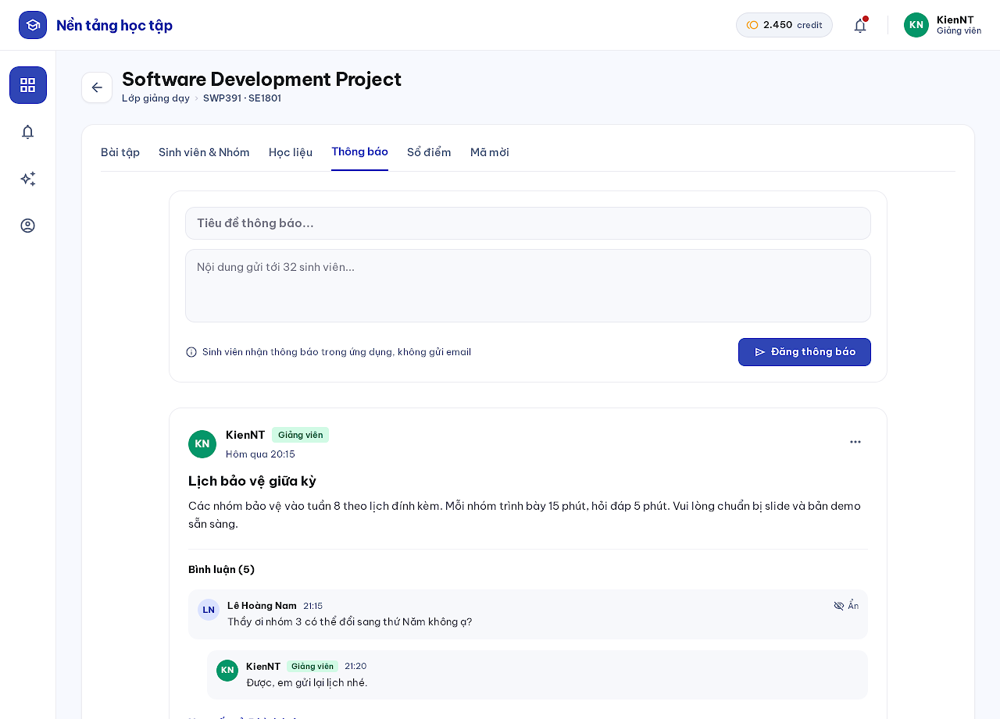 Nền tảng học tập
2.450 credit
KN
KienNT
Giảng viên
Software Development Project
Lớp giảng dạy › SWP391 · SE1801
Bài tập
Sinh viên & Nhóm
Học liệu
Thông báo
Sổ điểm
Mã mời
Tiêu đề thông báo...
Nội dung gửi tới 32 sinh viên...
Sinh viên nhận thông báo trong ứng dụng, không gửi email
Đăng thông báo
KN
KienNT Giảng viên
Hôm qua 20:15
Lịch bảo vệ giữa kỳ
Các nhóm bảo vệ vào tuần 8 theo lịch đính kèm. Mỗi nhóm trình bày 15 phút, hỏi đáp 5 phút. Vui lòng chuẩn bị slide và bản demo
sẵn sàng.
Bình luận (5)
LN
Lê Hoàng Nam 21:15
Ẩn
Thầy ơi nhóm 3 có thể đổi sang thứ Năm không ạ?
KN
KienNT Giảng viên 21:20
Được, em gửi lại lịch nhé.